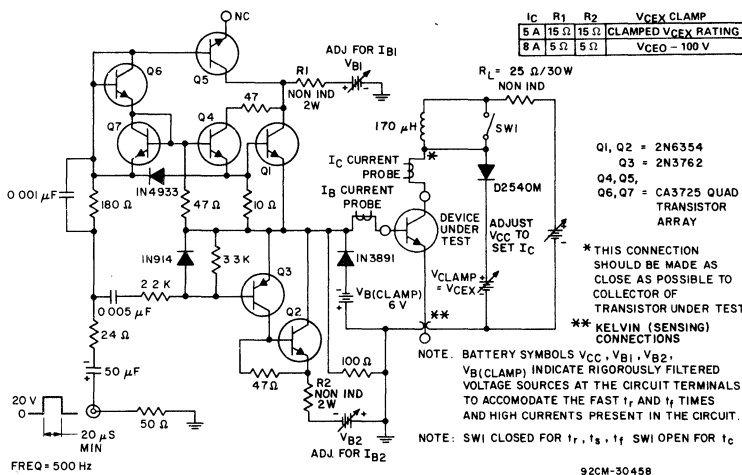 IC R1 R2 VCEX CLAMP
5 A 15 Ω 15 Ω CLAMPED VCEX RATING
8 A 5 Ω 5 Ω VCEO – 100 V
NC
Q6
Q5
ADJ FOR IB1
VB1
+ -
R1
NON IND
2W
Q7
Q4
47
Q1
RL = 25 Ω/30W
NON IND
170 μH
SW1
IC CURRENT
PROBE
*
D2540M
Q1, Q2 = 2N6354
Q3 = 2N3762
Q4, Q5,
Q6, Q7 = CA3725 QUAD
TRANSISTOR
ARRAY
1N4933
0 001 μF
180 Ω
47 Ω
10 Ω
IB CURRENT
PROBE
DEVICE
UNDER
TEST
ADJUST
VCC TO
SET IC
+ -
* THIS CONNECTION
SHOULD BE MADE AS
CLOSE AS POSSIBLE TO
COLLECTOR OF
TRANSISTOR UNDER TEST
** KELVIN (SENSING)
CONNECTIONS
1N914
3 3 K
Q3
1N3891
VCLAMP
= VCEX
+ -
2 2 K
0 005 μF
Q2
VB(CLAMP)
6 V
- +
**
24 Ω
47Ω
100 Ω
R2
NON IND
2W
NOTE. BATTERY SYMBOLS VCC, VB1, VB2,
VB(CLAMP) INDICATE RIGOROUSLY FILTERED
VOLTAGE SOURCES AT THE CIRCUIT TERMINALS
TO ACCOMODATE THE FAST tr AND tf TIMES
AND HIGH CURRENTS PRESENT IN THE CIRCUIT.
- +
50 μF
20 V
0
20 μS
MIN
50 Ω
- +
VB2
ADJ. FOR IB2
NOTE: SW1 CLOSED FOR tr, ts, tf SW1 OPEN FOR tc
FREQ = 500 Hz
92CM-30458